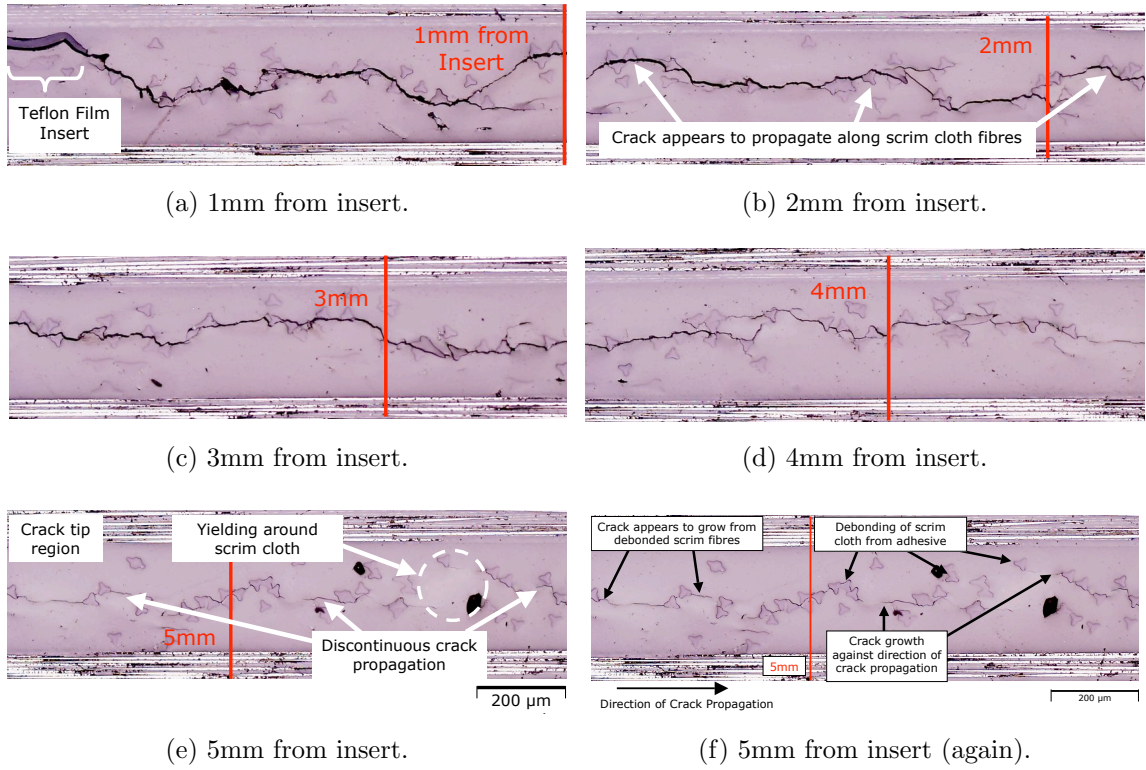 1mm from
Insert
Teflon Film
Insert
2mm
Crack appears to propagate along scrim cloth fibres
(a) 1mm from insert.
(b) 2mm from insert.
3mm
4mm
(c) 3mm from insert.
(d) 4mm from insert.
Crack tip
region
Yielding around
scrim cloth
5mm
Discontinuous crack
propagation
200 µm
Crack appears to grow from
debonded scrim fibres
Debonding of scrim
cloth from adhesive
Crack growth
against direction of
crack propagation
5mm
Direction of Crack Propagation
200 µm
(e) 5mm from insert.
(f) 5mm from insert (again).